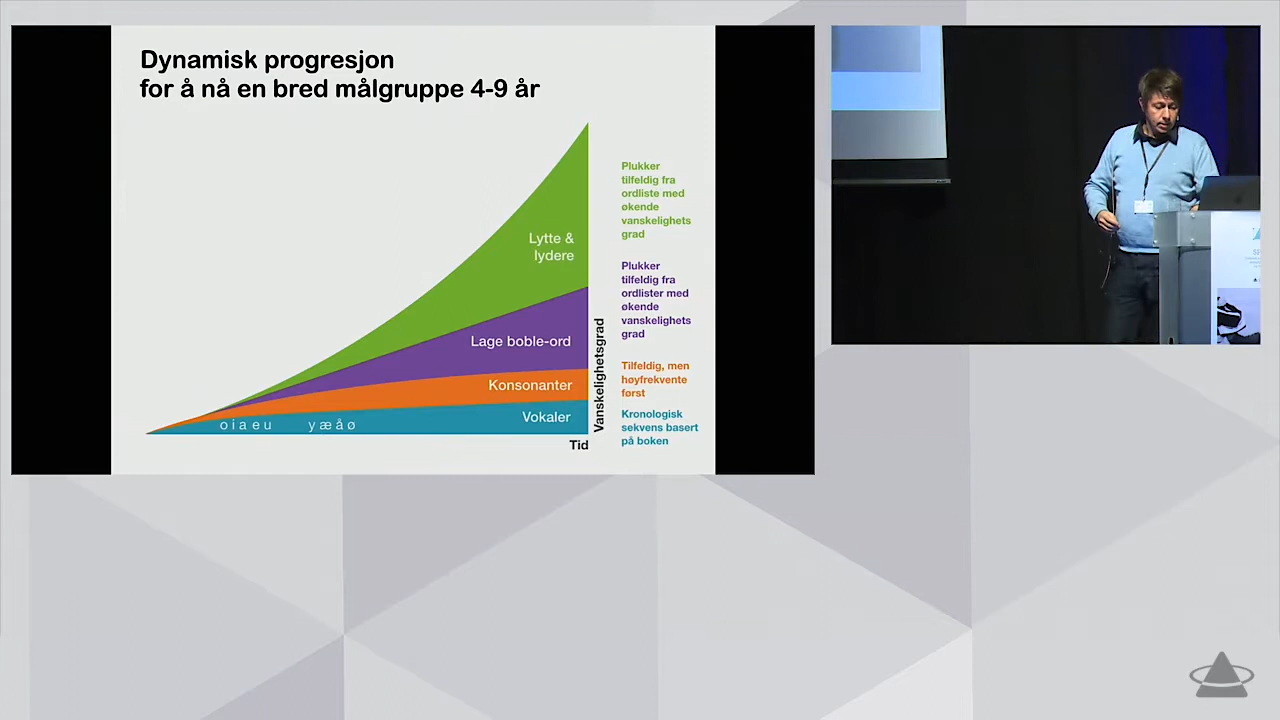 Dynamisk progresjon
for å nå en bred målgruppe 4-9 år
Plukker
tilfeldig fra
ordliste med
økende
vanskelighets
grad
Lytte &
lydere
Plukker
tilfeldig fra
ordlister med
økende
vanskelighets
grad
Lage boble-ord
Vanskelighetsgrad
Tilfeldig, men
høyfrekvente
først
Konsonanter
Kronologisk
sekvens basert
på boken
Vokaler
o i a e u y æ å ø
Tid